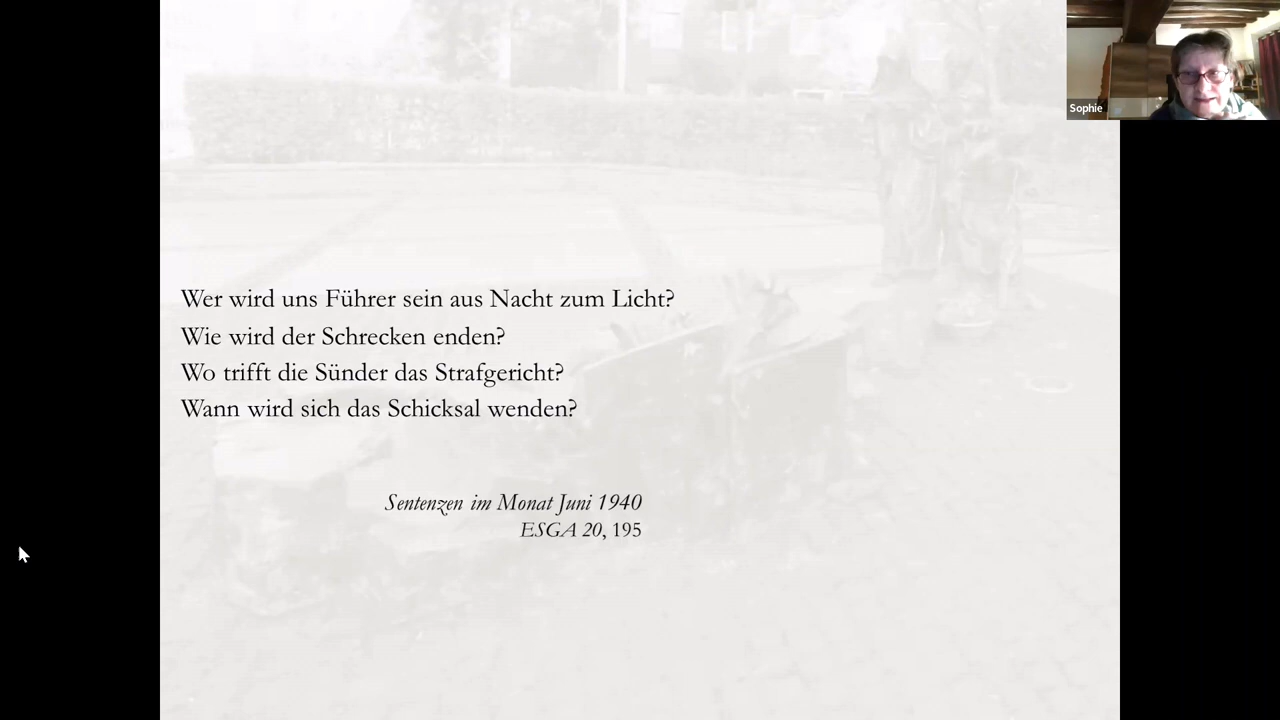 Sophie
Wer wird uns Führer sein aus Nacht zum Licht?
Wie wird der Schrecken enden?
Wo trifft die Sünder das Strafgericht?
Wann wird sich das Schicksal wenden?
Sentenzen im Monat Juni 1940
ESGA 20, 195